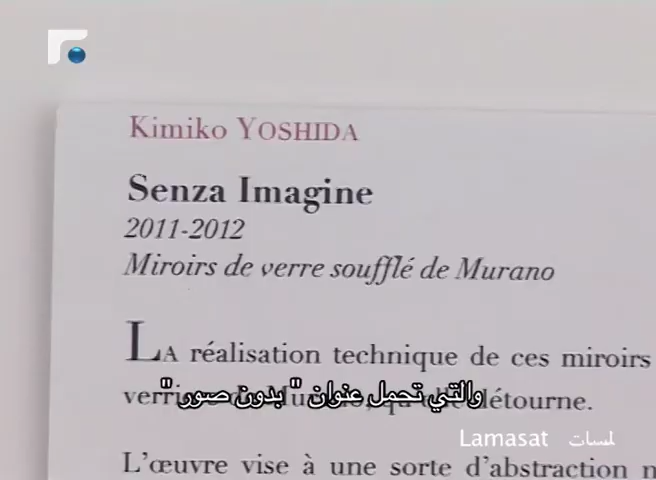 Kimiko YOSHIDA
Senza Imagine
2011-2012
Miroirs de verre soufflé de Murano
LA réalisation technique de ces miroirs
détourne.
والتي تحمل عنوان " بدون صور "
Lamasat لمسات
L'œuvre vise à une sorte d'abstraction